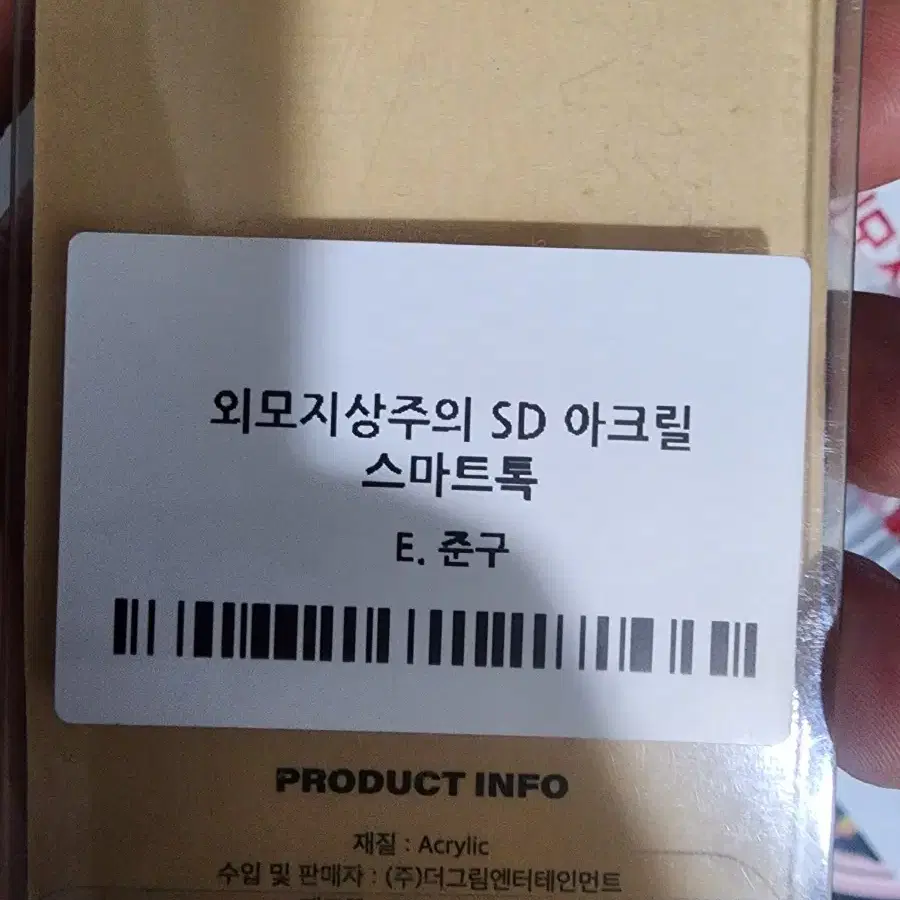 외모지상주의 SD 아크릴
스마트톡
E. 준구
PRODUCT INFO
재질 : Acrylic
수입 및 판매자 : (주)더그림엔터테인먼트